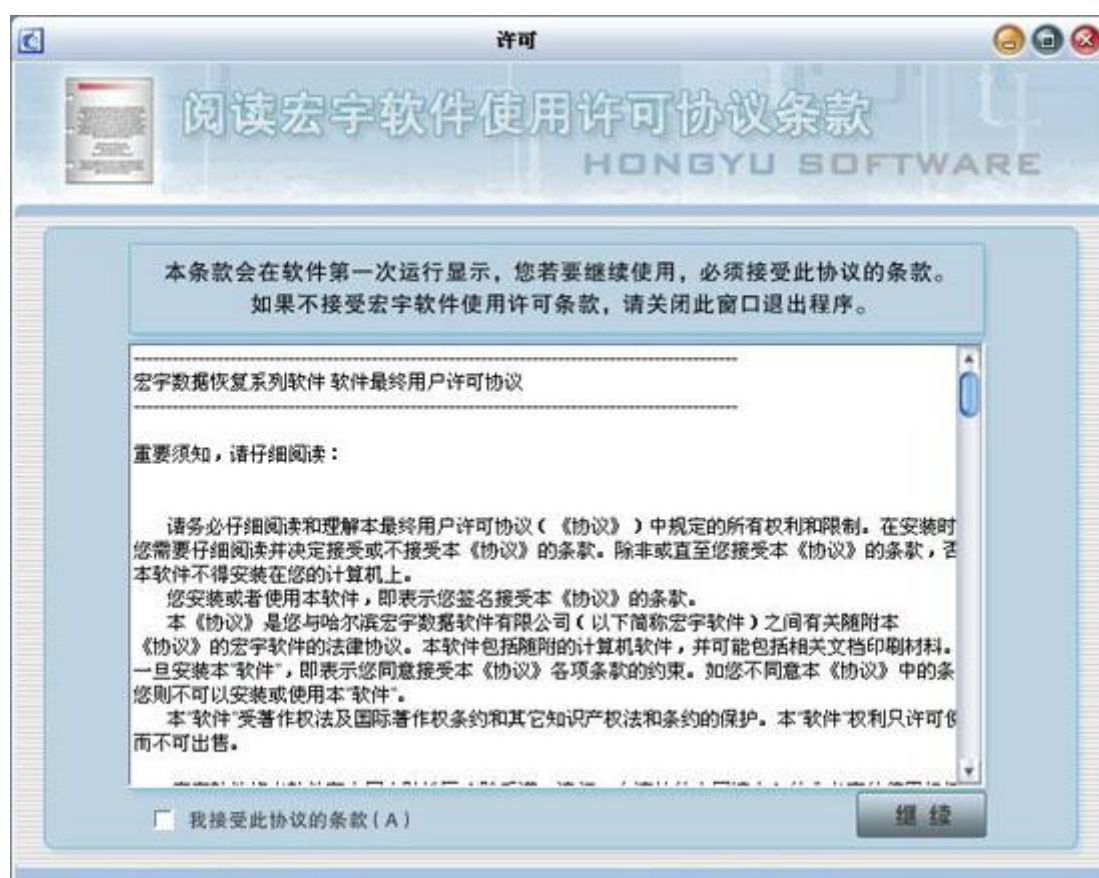 许可
阅读宏宇软件使用许可协议条款
HONGYU SOFTWARE
本条款会在软件第一次运行显示，您若要继续使用，必须接受此协议的条款。
如果不接受宏宇软件使用许可条款，请关闭此窗口退出程序。
宏宇数据恢复系列软件 软件最终用户许可协议
重要须知，请仔细阅读：
请务必仔细阅读和理解本最终用户许可协议（《协议》）中规定的所有权利和限制。在安装时
您需要仔细阅读并决定接受或不接受本《协议》的条款。除非或直至您接受本《协议》的条款，否
本软件不得安装在您的计算机上。
您安装或者使用本软件，即表示您签名接受本《协议》的条款。
本《协议》是您与哈尔滨宏宇数据软件有限公司（以下简称宏宇软件）之间有关随附本
《协议》的宏宇软件的法律协议。本软件包括随附的计算机软件，并可能包括相关文档印刷材料。
一旦安装本"软件"，即表示您同意接受本《协议》各项条款的约束。如您不同意本《协议》中的条
您则不可以安装或使用本"软件"。
本"软件"受著作权法及国际著作权条约和其它知识产权法和条约的保护。本"软件"权利只许可使
而不可出售。
我接受此协议的条款(A)
继续